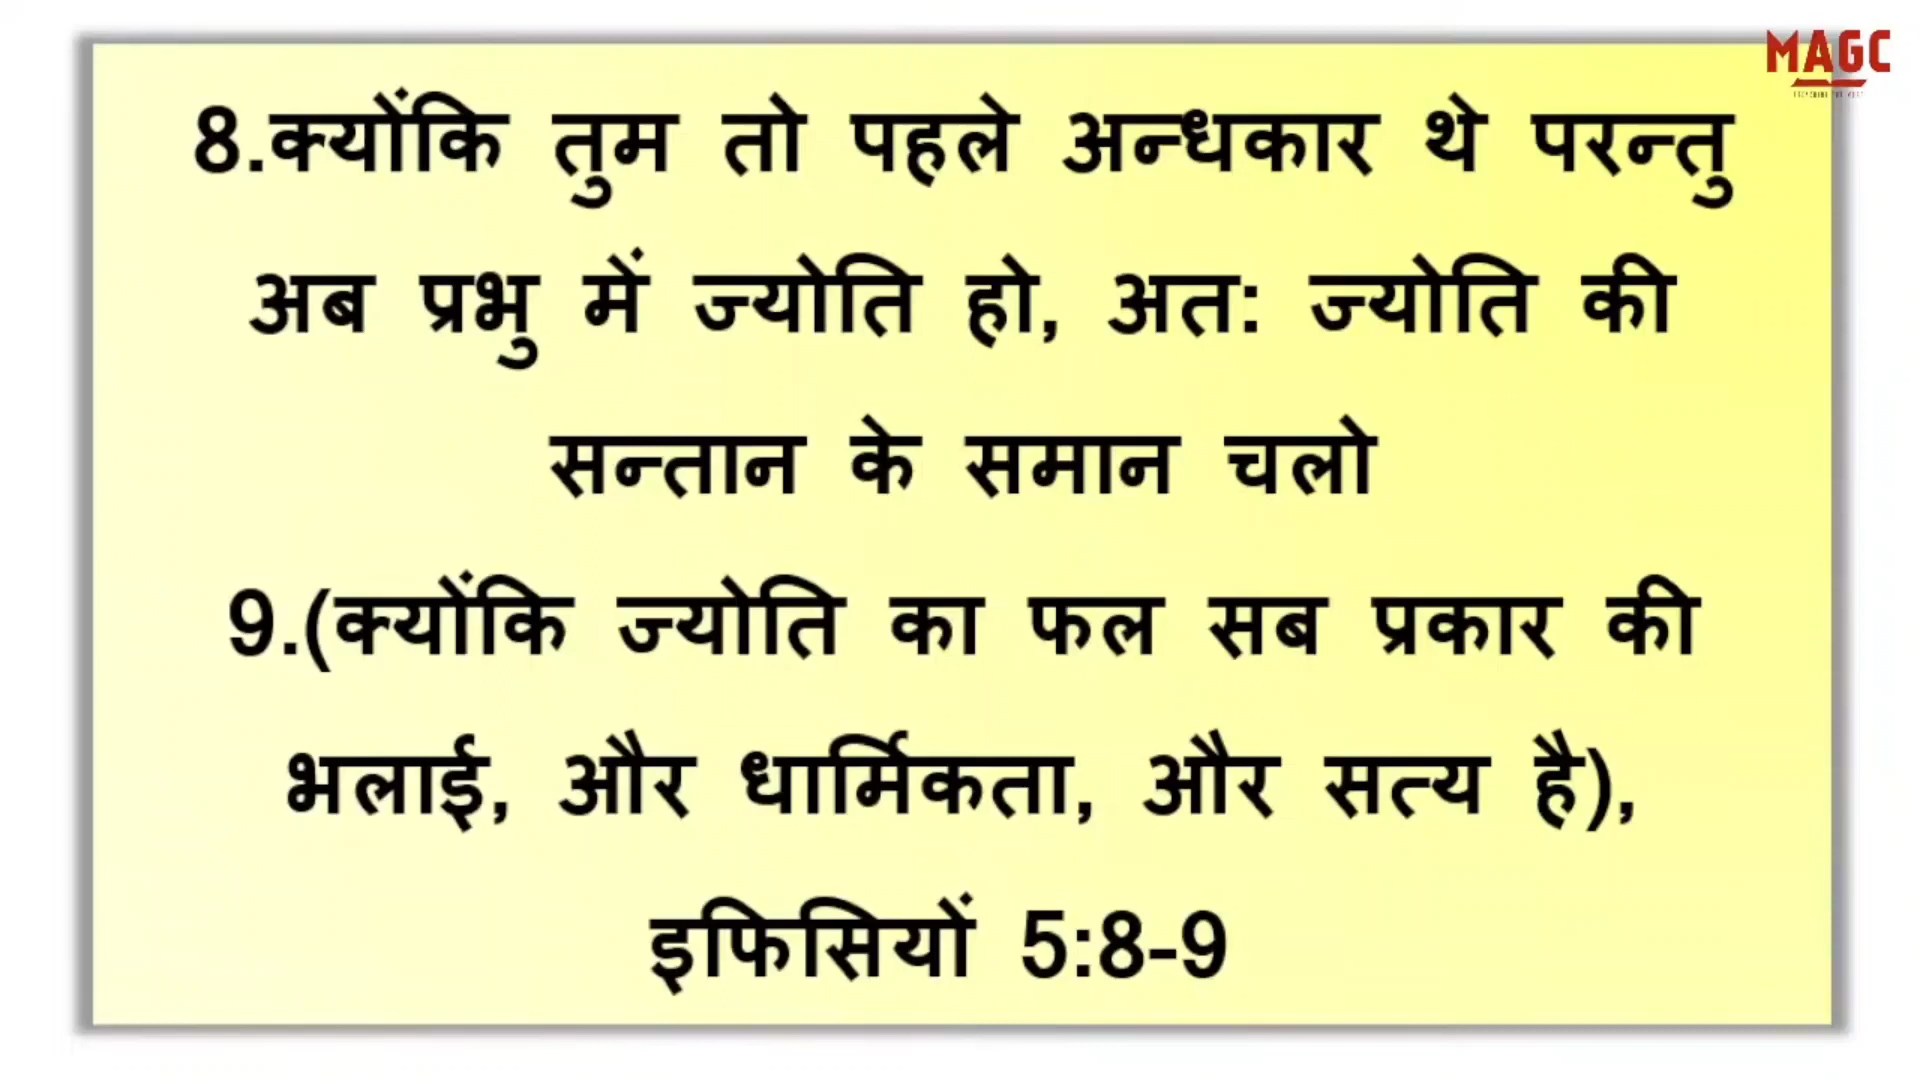 MAGC
8.क्योंकि तुम तो पहले अन्धकार थे परन्तु
अब प्रभु में ज्योति हो, अत: ज्योति की
सन्तान के समान चलो
9.(क्योंकि ज्योति का फल सब प्रकार की
भलाई, और धार्मिकता, और सत्य है),
इफिसियों 5:8-9